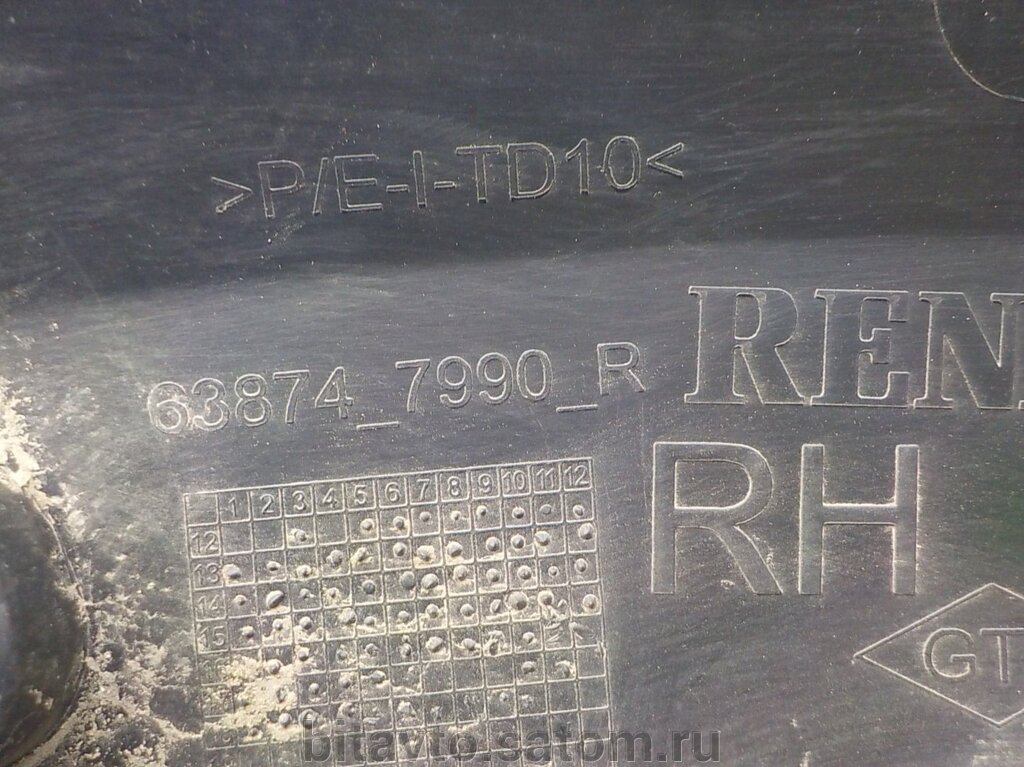 >P/E-I-TD10<
63874_7990_R
REN
RH
1 2 3 4 5 6 7 8 9 10 11 12
12
13
14
15
GT
bitavto.satom.ru